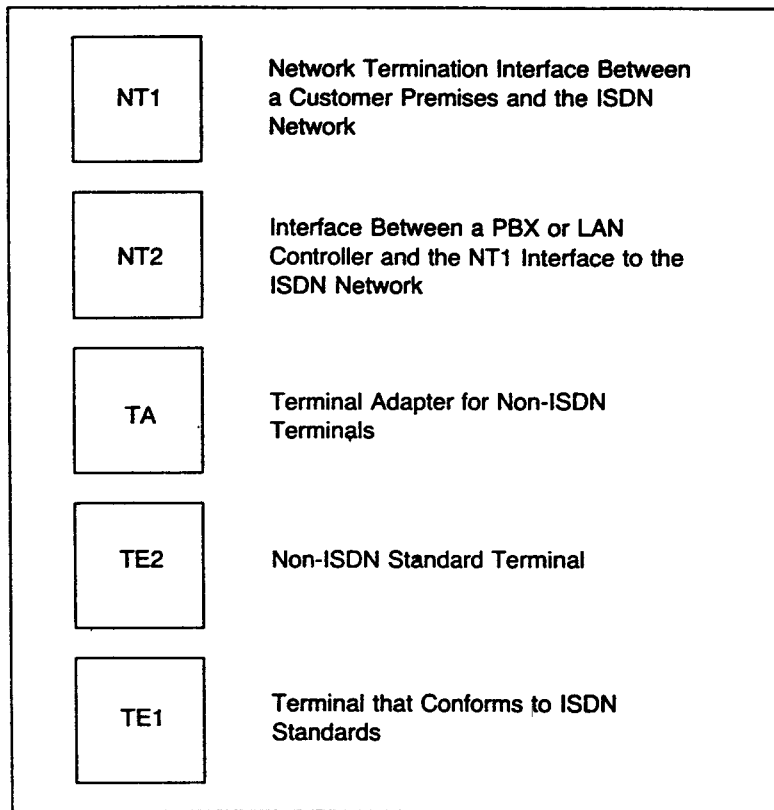 NT1
Network Termination Interface Between
a Customer Premises and the ISDN
Network
NT2
Interface Between a PBX or LAN
Controller and the NT1 Interface to the
ISDN Network
TA
Terminal Adapter for Non-ISDN
Terminals
TE2
Non-ISDN Standard Terminal
TE1
Terminal that Conforms to ISDN
Standards